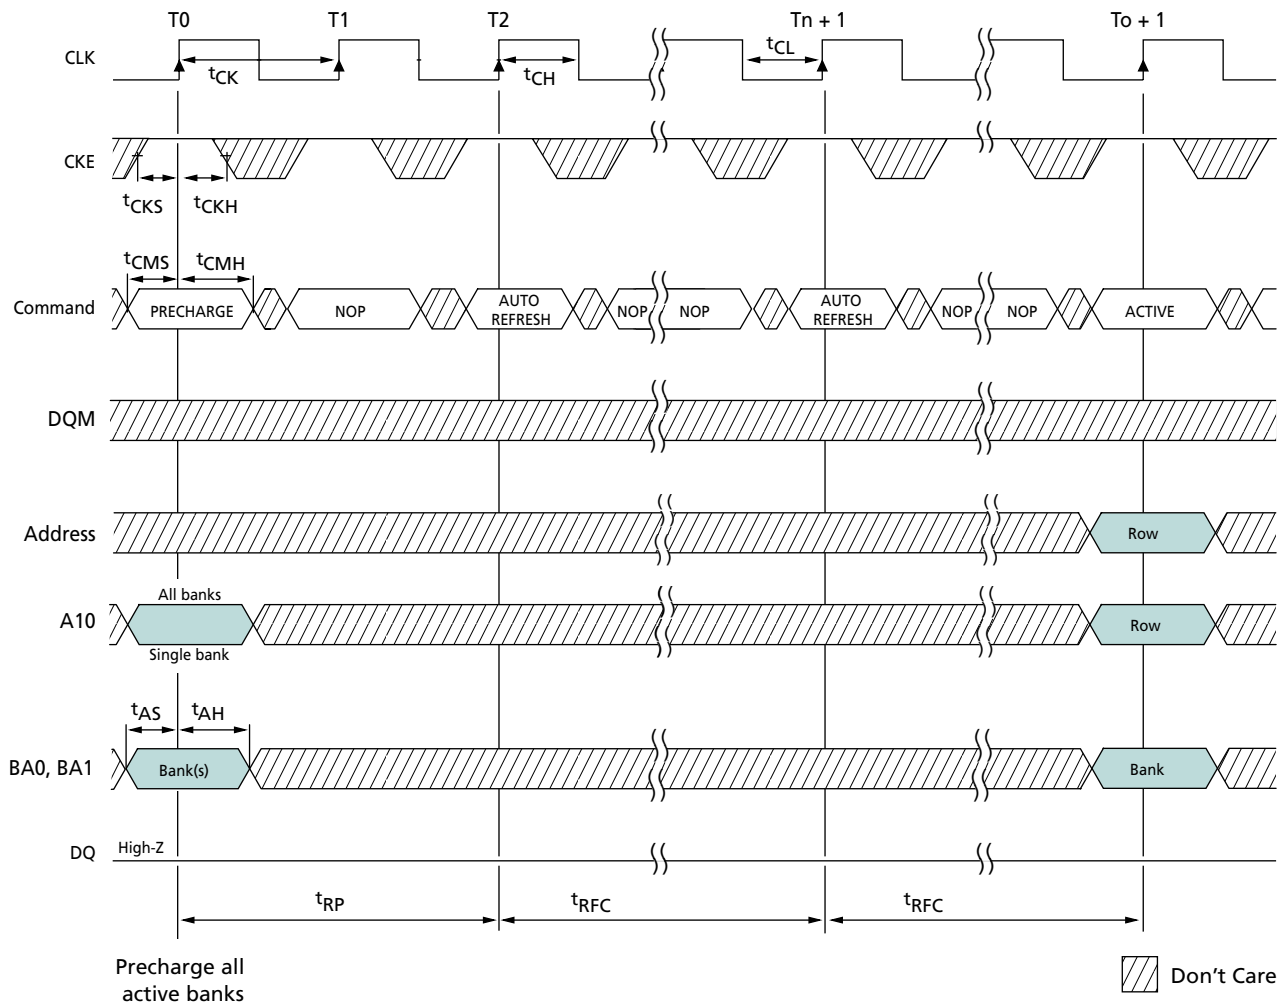 T0 T1 T2 Tn + 1 To + 1
CLK
tCK tCH tCL
CKE
tCKS tCKH
tCMS tCMH
Command PRECHARGE NOP AUTO REFRESH NOP NOP AUTO REFRESH NOP NOP ACTIVE
DQM
Address Row
All banks
A10 Row
Single bank
tAS tAH
BA0, BA1 Bank(s) Bank
DQ High-Z
tRP tRFC tRFC
Precharge all
active banks
Don't Care